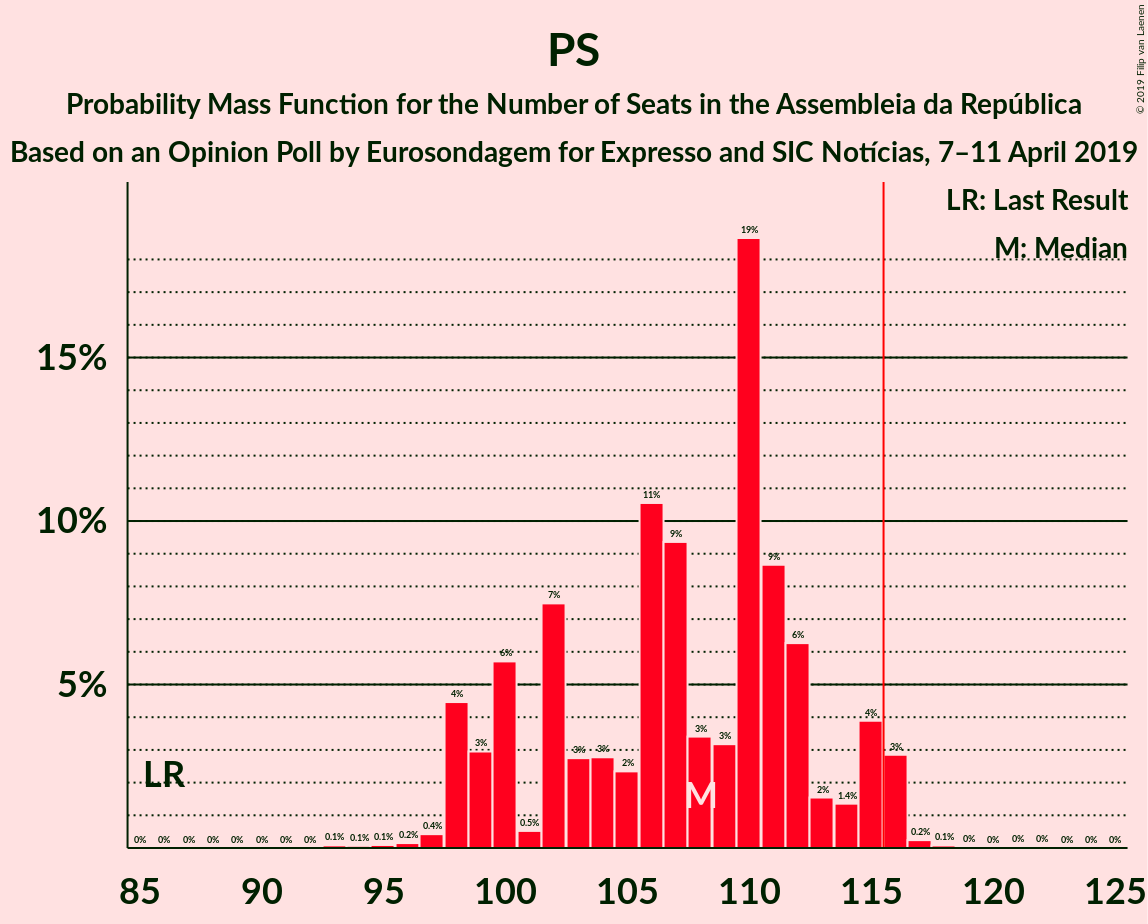 PS
Probability Mass Function for the Number of Seats in the Assembleia da República
Based on an Opinion Poll by Eurosondagem for Expresso and SIC Notícias, 7–11 April 2019
© 2019 Filip van Laenen
LR: Last Result
M: Median
15%
10%
5%
LR
M
0% 0% 0% 0% 0% 0% 0% 0% 0.1% 0.1% 0.1% 0.2% 0.4% 4% 3% 6% 0.5% 7% 3% 3% 2% 11% 9% 3% 3% 19% 9% 6% 2% 1.4% 4% 3% 0.2% 0.1% 0% 0% 0% 0% 0% 0% 0%
85 90 95 100 105 110 115 120 125